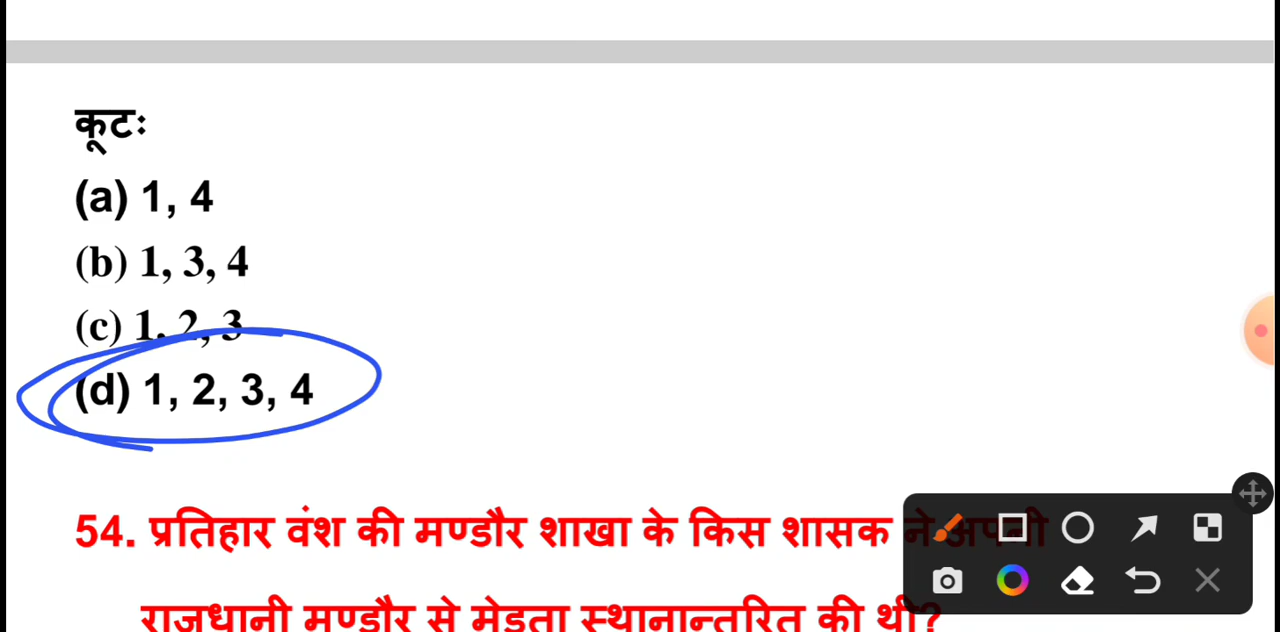 कूटः
(a) 1, 4
(b) 1, 3, 4
(c) 1, 2, 3
(d) 1, 2, 3, 4
54. प्रतिहार वंश की मण्डौर शाखा के किस शासक ने अपनी
राजधानी मण्डौर से मेड़ता स्थानान्तरित की थी?